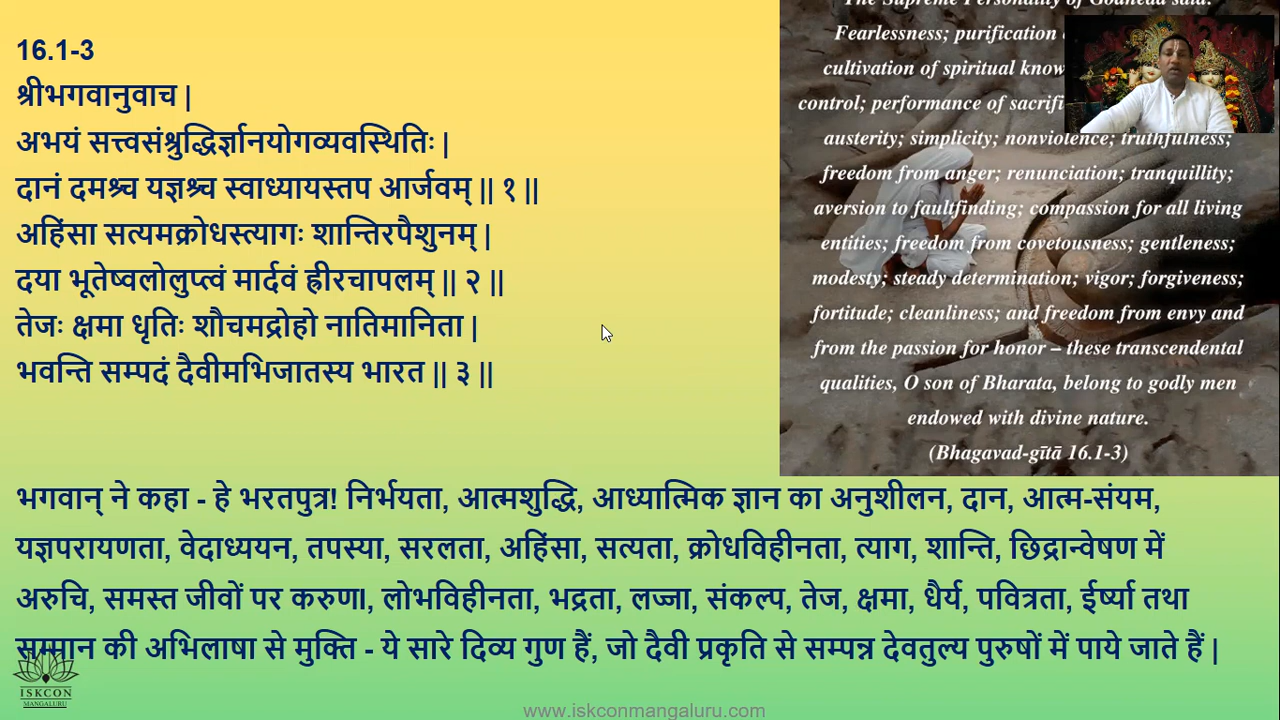 16.1-3
श्रीभगवानुवाच |
अभयं सत्त्वसंश्रुद्धिर्ज्ञानयोगव्यवस्थितिः |
दानं दमश्र्च यज्ञश्र्च स्वाध्यायस्तप आर्जवम् || १ ||
अहिंसा सत्यमक्रोधस्त्यागः शान्तिरपैशुनम् |
दया भूतेष्वलोलुप्त्वं मार्दवं ह्रीरचापलम् || २ ||
तेजः क्षमा धृतिः शौचमद्रोहो नातिमानिता |
भवन्ति सम्पदं दैवीमभिजातस्य भारत || ३ ||
The Supreme Personality of Godhead said:
Fearlessness; purification
cultivation of spiritual
control; performance of
austerity; simplicity; nonviolence; truthfulness;
freedom from anger; renunciation; tranquillity;
aversion to faultfinding; compassion for all living
entities; freedom from covetousness; gentleness;
modesty; steady determination; vigor; forgiveness;
fortitude; cleanliness; and freedom from envy and
from the passion for honor – these transcendental
qualities, O son of Bharata, belong to godly men
endowed with divine nature.
(Bhagavad-gītā 16.1-3)
भगवान् ने कहा - हे भरतपुत्र! निर्भयता, आत्मशुद्धि, आध्यात्मिक ज्ञान का अनुशीलन, दान, आत्म-संयम,
यज्ञपरायणता, वेदाध्ययन, तपस्या, सरलता, अहिंसा, सत्यता, क्रोधविहीनता, त्याग, शान्ति, छिद्रान्वेषण में
अरुचि, समस्त जीवों पर करुणा, लोभविहीनता, भद्रता, लज्जा, संकल्प, तेज, क्षमा, धैर्य, पवित्रता, ईर्ष्या तथा
सम्मान की अभिलाषा से मुक्ति - ये सारे दिव्य गुण हैं, जो दैवी प्रकृति से सम्पन्न देवतुल्य पुरुषों में पाये जाते हैं |
ISKCON
MANGALURU
www.iskconmangaluru.com